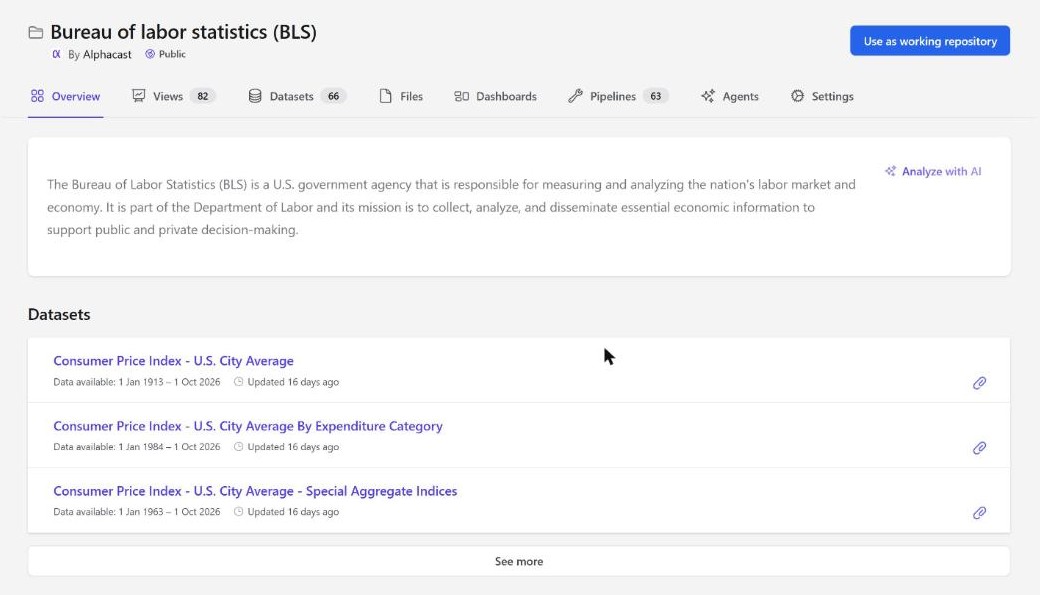 Bureau of labor statistics (BLS)
By Alphacast Public
Use as working repository
Overview Views 82 Datasets 66 Files Dashboards Pipelines 63 Agents Settings
Analyze with AI
The Bureau of Labor Statistics (BLS) is a U.S. government agency that is responsible for measuring and analyzing the nation's labor market and
economy. It is part of the Department of Labor and its mission is to collect, analyze, and disseminate essential economic information to
support public and private decision-making.
Datasets
Consumer Price Index - U.S. City Average
Data available: 1 Jan 1913 – 1 Oct 2026 Updated 16 days ago
Consumer Price Index - U.S. City Average By Expenditure Category
Data available: 1 Jan 1984 – 1 Oct 2026 Updated 16 days ago
Consumer Price Index - U.S. City Average - Special Aggregate Indices
Data available: 1 Jan 1963 – 1 Oct 2026 Updated 16 days ago
See more